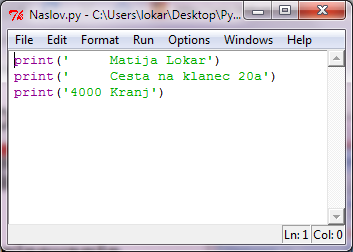 Naslov.py - C:\Users\lokar\Desktop\Py...
File Edit Format Run Options Windows Help
print('     Matija Lokar')
print('     Cesta na klanec 20a')
print('4000 Kranj')
Ln: 1 Col: 0